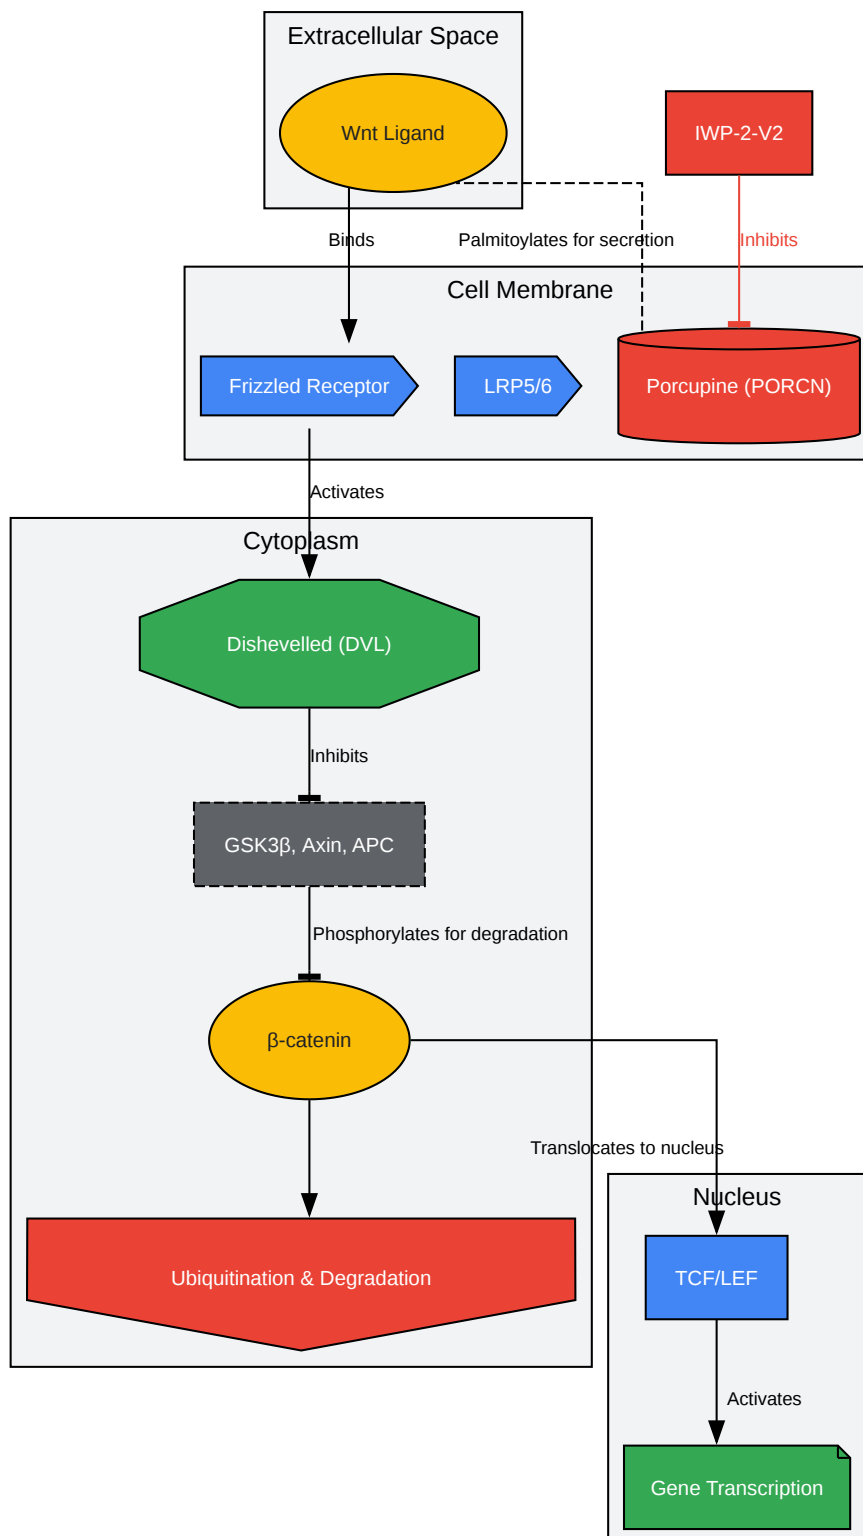 Extracellular Space
Wnt Ligand
IWP-2-V2
Binds
Palmitoylates for secretion
Inhibits
Cell Membrane
Frizzled Receptor
LRP5/6
Porcupine (PORCN)
Activates
Cytoplasm
Dishevelled (DVL)
Inhibits
GSK3β, Axin, APC
Phosphorylates for degradation
β-catenin
Translocates to nucleus
Nucleus
Ubiquitination & Degradation
TCF/LEF
Activates
Gene Transcription